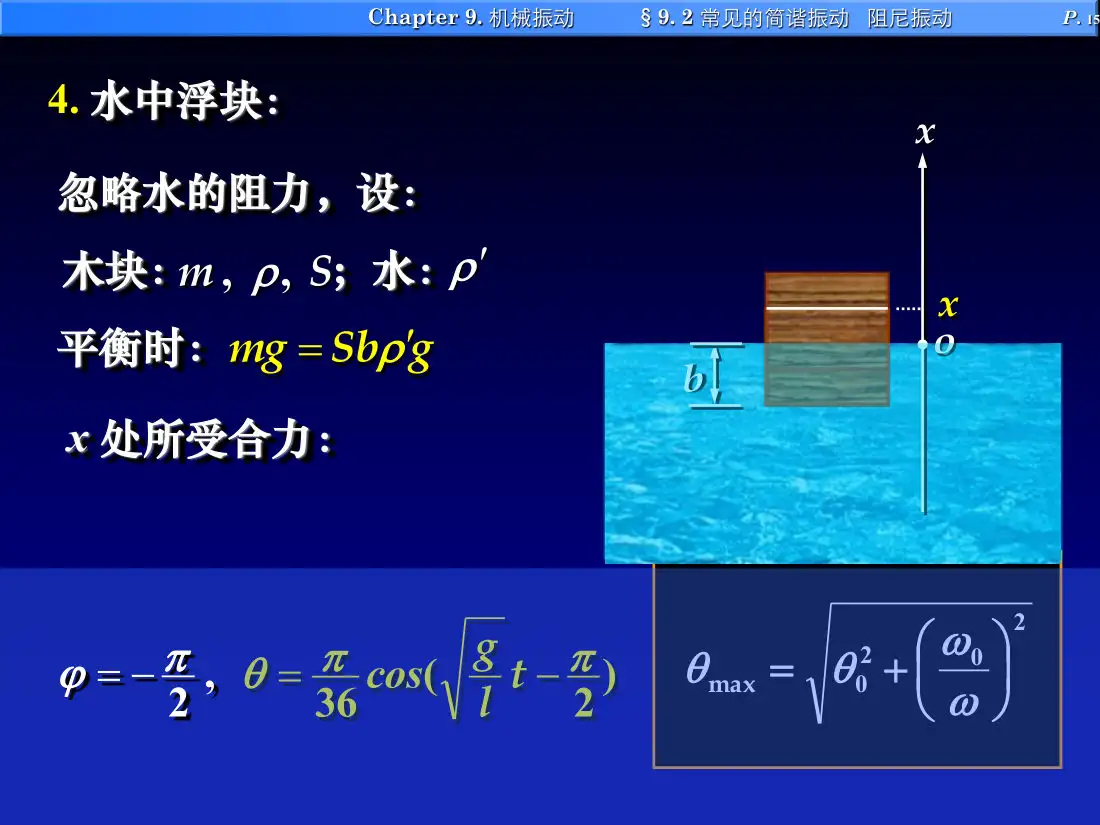 Chapter 9. 机械振动 §9. 2 常见的简谐振动 阻尼振动 P. 15
4. 水中浮块：
忽略水的阻力，设：
木块：m , ρ, S；水：ρ′
平衡时：mg = Sbρ′g
x 处所受合力：
x
x
o
b
φ = − π/2 , θ = π/36 cos(√(g/l) t − π/2)
θmax = √(θ₀² + (ω₀/ω)²)